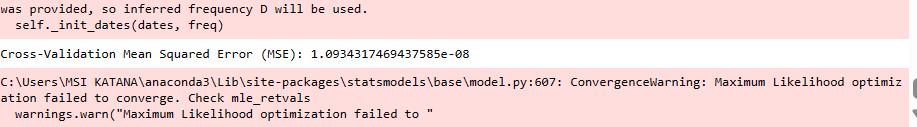 was provided, so inferred frequency D will be used.
  self._init_dates(dates, freq)
Cross-Validation Mean Squared Error (MSE): 1.0934317469437585e-08
C:\Users\MSI KATANA\anaconda3\Lib\site-packages\statsmodels\base\model.py:607: ConvergenceWarning: Maximum Likelihood optimiz
ation failed to converge. Check mle_retvals
  warnings.warn("Maximum Likelihood optimization failed to "